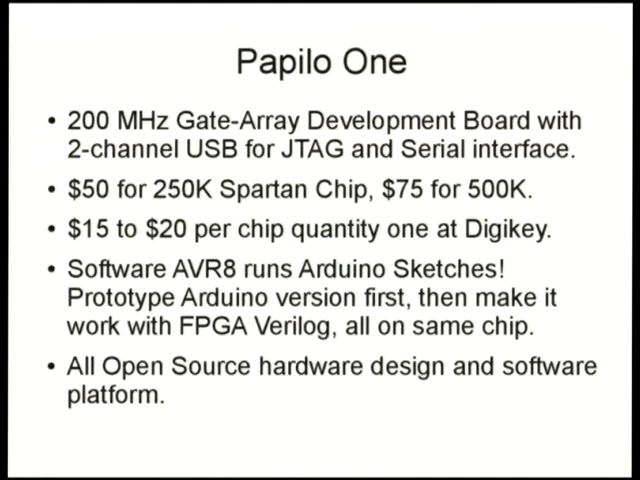 Papilo One
• 200 MHz Gate-Array Development Board with
2-channel USB for JTAG and Serial interface.
• $50 for 250K Spartan Chip, $75 for 500K.
• $15 to $20 per chip quantity one at Digikey.
• Software AVR8 runs Arduino Sketches!
Prototype Arduino version first, then make it
work with FPGA Verilog, all on same chip.
• All Open Source hardware design and software
platform.